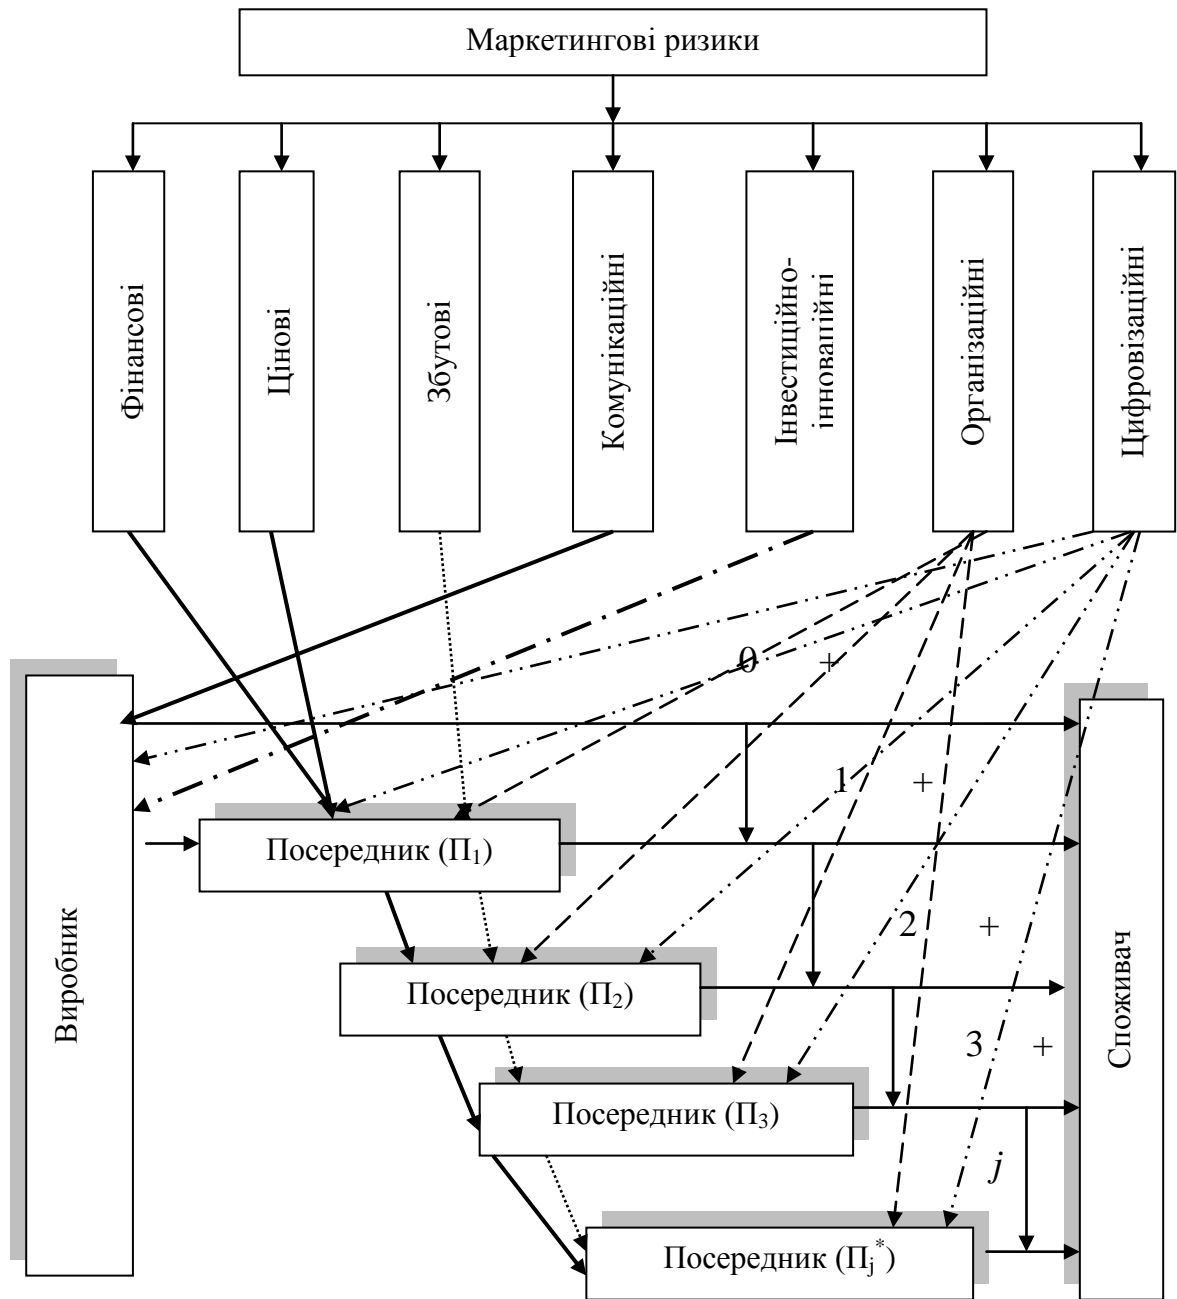 Маркетингові ризики
Фінансові
Цінові
Збутові
Комунікаційні
Інвестиційно-
інноваційні
Організаційні
Цифровізаційні
0 +
1 +
Посередник (П₁)
2 +
Посередник (П₂)
3 +
Посередник (П₃)
j
Посередник (Пⱼ*)
Виробник
Споживач